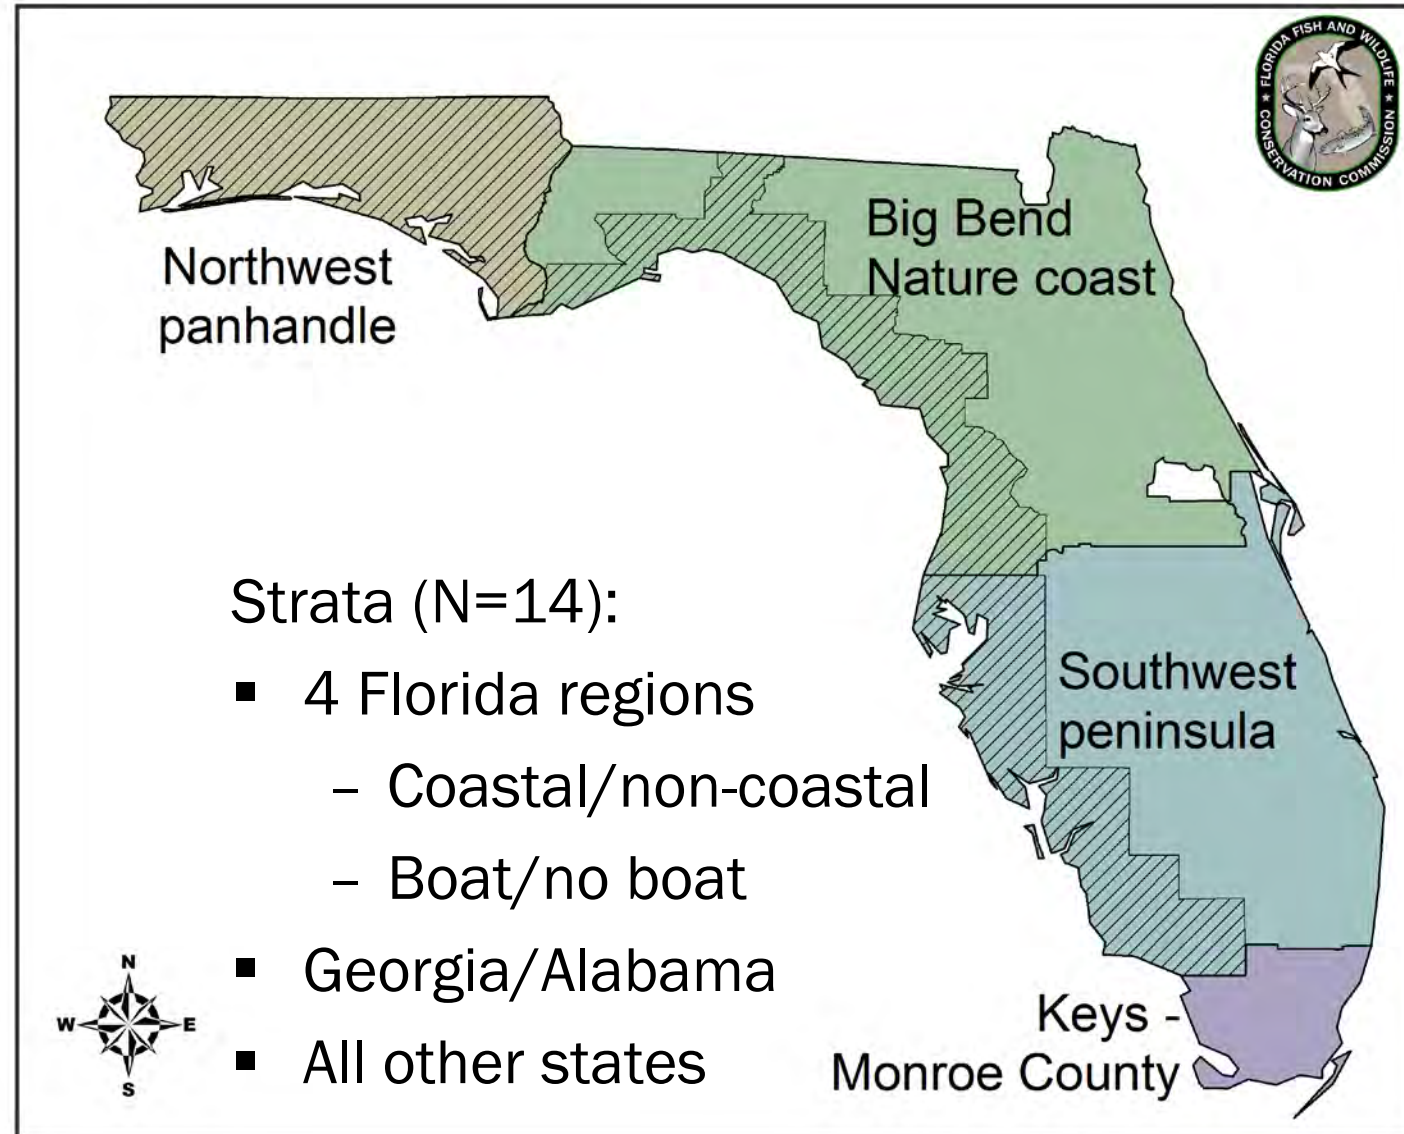 FLORIDA FISH AND WILDLIFE CONSERVATION COMMISSION
Northwest
panhandle
Big Bend
Nature coast
Strata (N=14):
▪ 4 Florida regions
– Coastal/non-coastal
– Boat/no boat
▪ Georgia/Alabama
▪ All other states
Southwest
peninsula
Keys -
Monroe County
N
W E
S